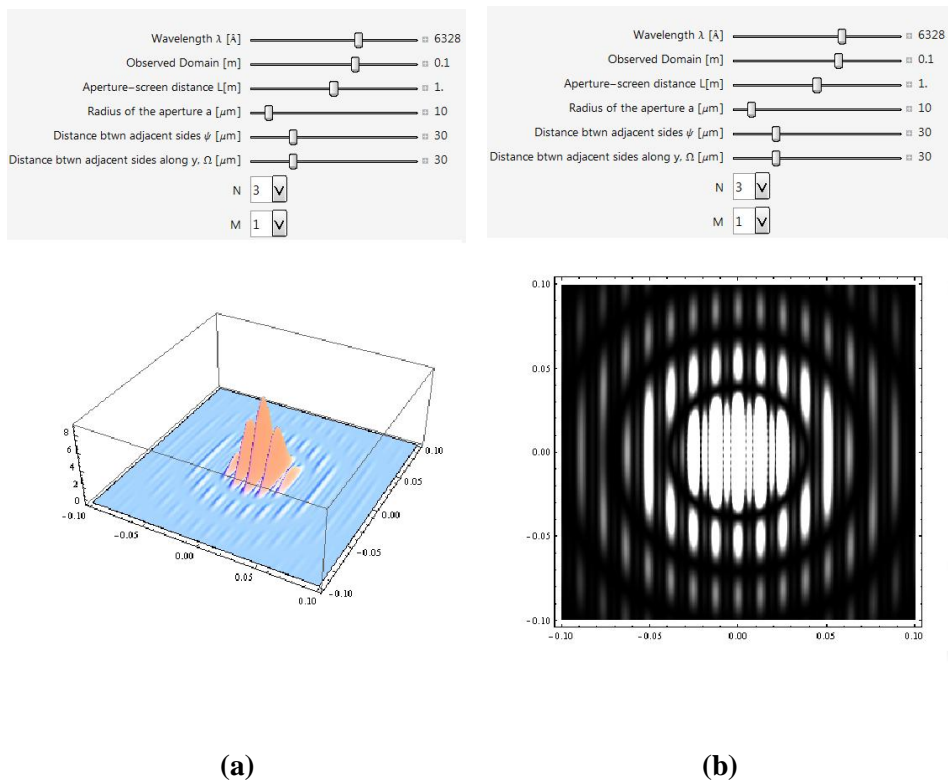 Wavelength λ [Å] 6328
Observed Domain [m] 0.1
Aperture-screen distance L[m] 1.
Radius of the aperture a [μm] 10
Distance btwn adjacent sides ψ [μm] 30
Distance btwn adjacent sides along y, Ω [μm] 30
N 3
M 1
Wavelength λ [Å] 6328
Observed Domain [m] 0.1
Aperture-screen distance L[m] 1.
Radius of the aperture a [μm] 10
Distance btwn adjacent sides ψ [μm] 30
Distance btwn adjacent sides along y, Ω [μm] 30
N 3
M 1
8
6
4
2
0
-0.10
-0.05
0.00
0.05
0.10
-0.10
-0.05
0.00
0.05
0.10
0.10
0.05
0.00
-0.05
-0.10
-0.10 -0.05 0.00 0.05 0.10
(a) (b)